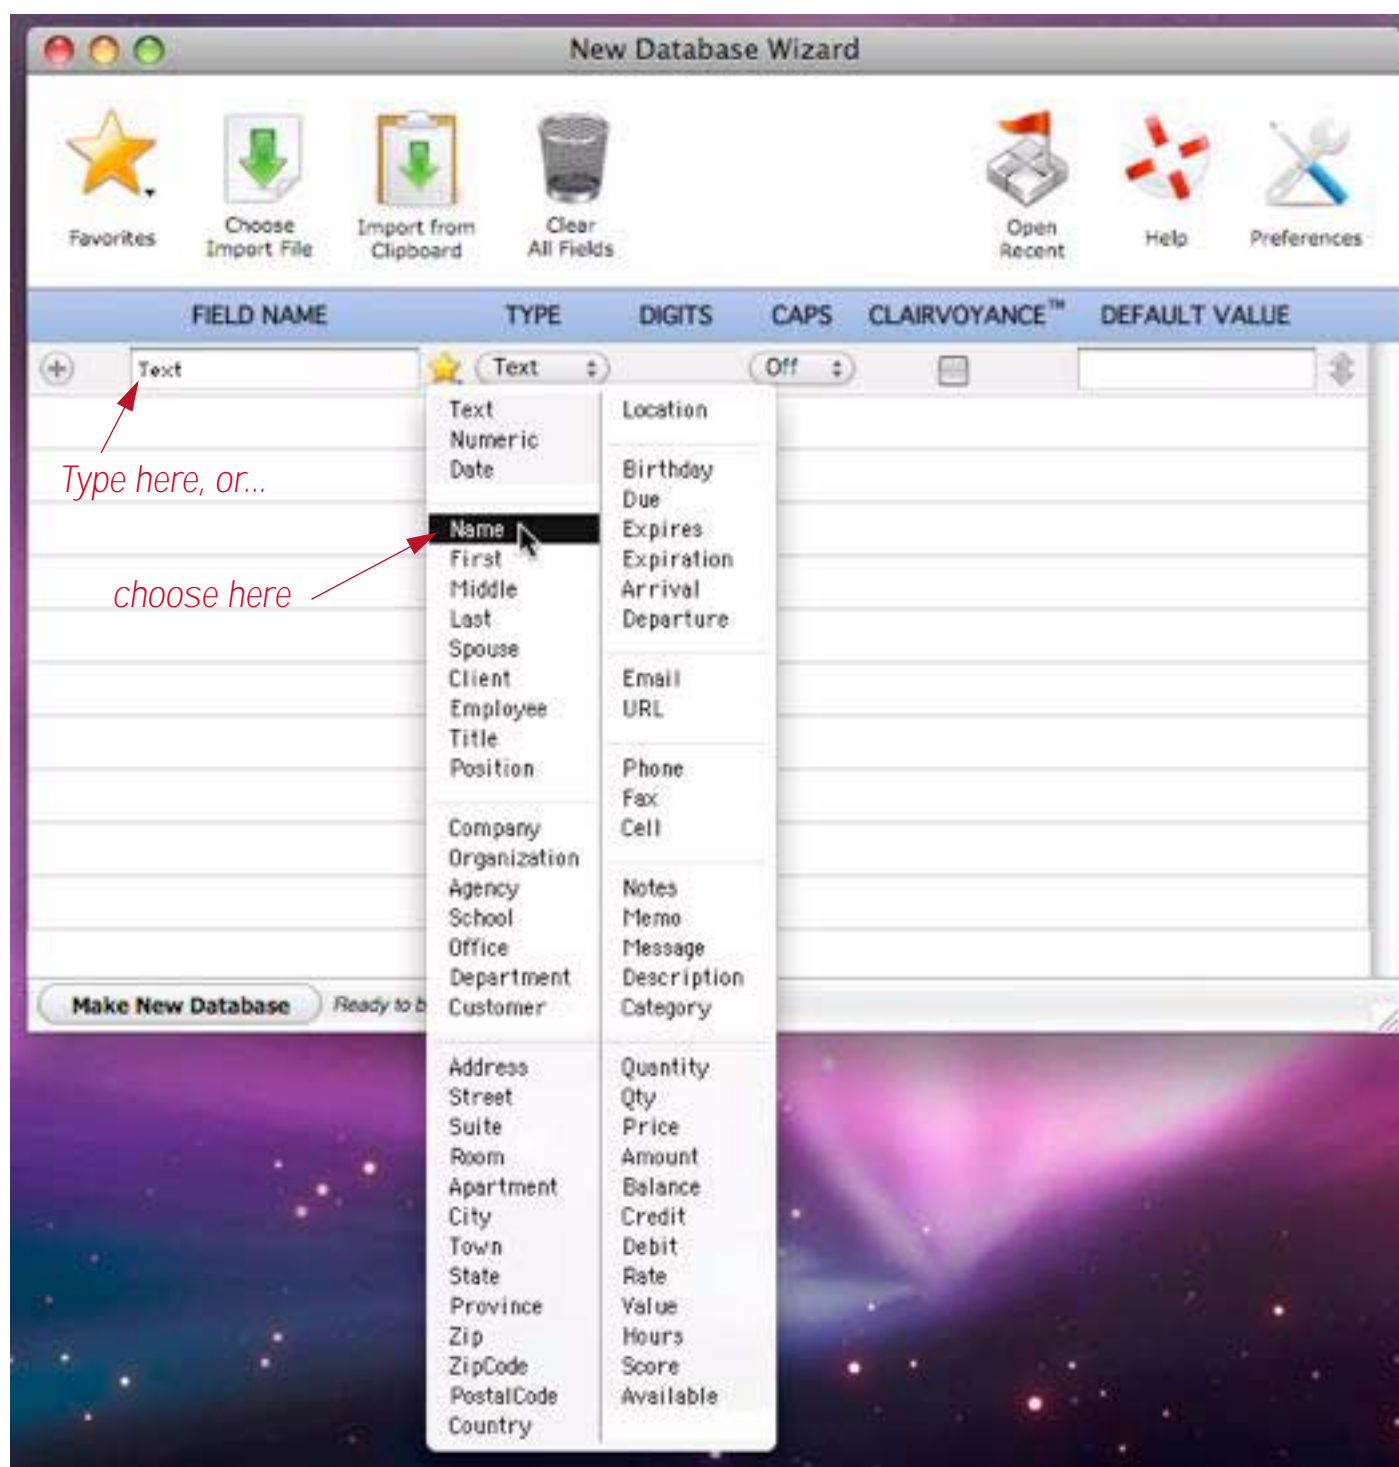 New Database Wizard
Favorites
Choose
Import File
Import from
Clipboard
Clear
All Fields
Open
Recent
Help
Preferences
FIELD NAME TYPE DIGITS CAPS CLAIRVOYANCE™ DEFAULT VALUE
Text Text Off
Type here, or...
choose here
Text
Numeric
Date
Name
First
Middle
Last
Spouse
Client
Employee
Title
Position
Company
Organization
Agency
School
Office
Department
Customer
Address
Street
Suite
Room
Apartment
City
Town
State
Province
Zip
ZipCode
PostalCode
Country
Location
Birthday
Due
Expires
Expiration
Arrival
Departure
Email
URL
Phone
Fax
Cell
Notes
Memo
Message
Description
Category
Quantity
Qty
Price
Amount
Balance
Credit
Debit
Rate
Value
Hours
Score
Available
Make New Database Ready to b